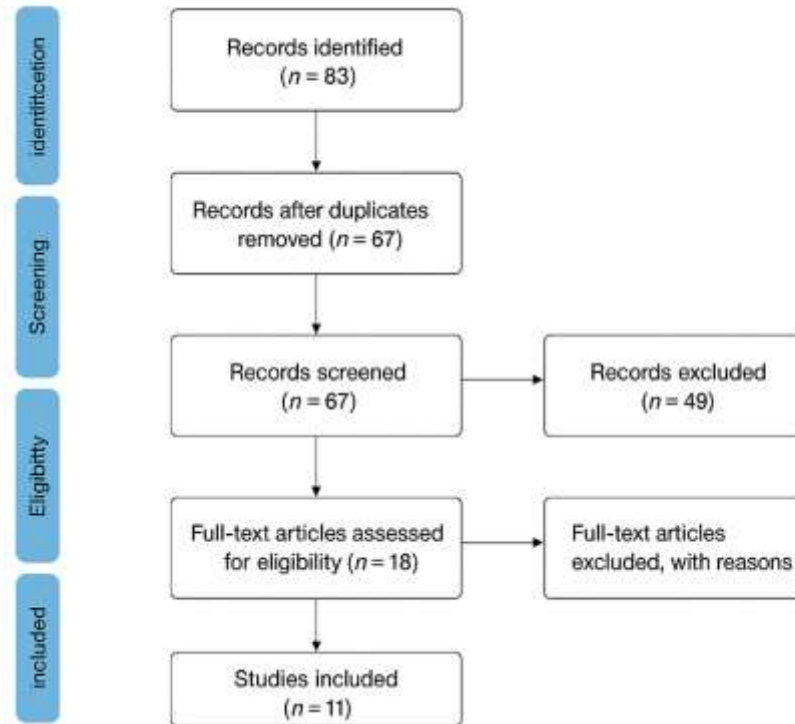 identitcetion
Records identified
(n = 83)
Records after duplicates
removed (n = 67)
Screening
Records screened
(n = 67)
Records excluded
(n = 49)
Eligibitty
Full-text articles assessed
for eligibility (n = 18)
Full-text articles
excluded, with reasons
included
Studies included
(n = 11)